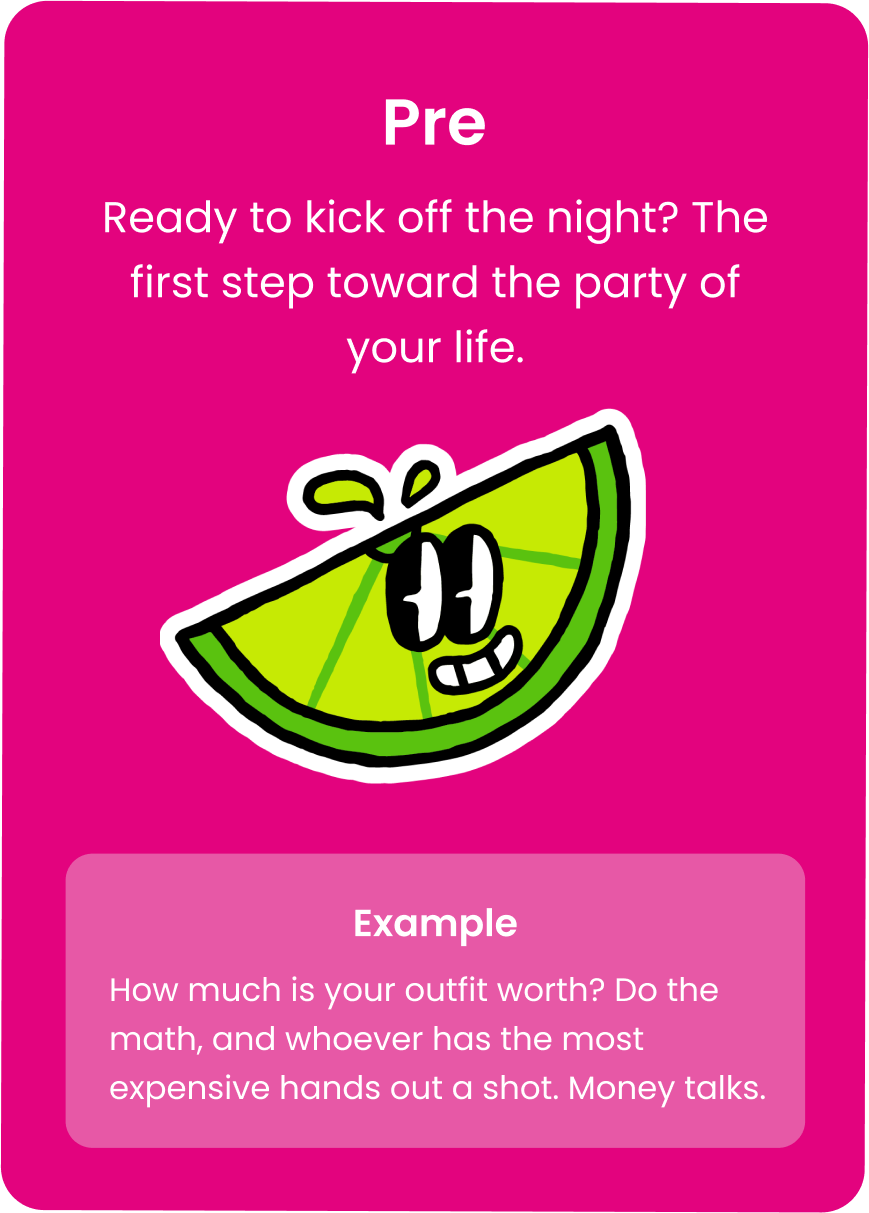 Pre
Ready to kick off the night? The
first step toward the party of
your life.
Example
How much is your outfit worth? Do the
math, and whoever has the most
expensive hands out a shot. Money talks.